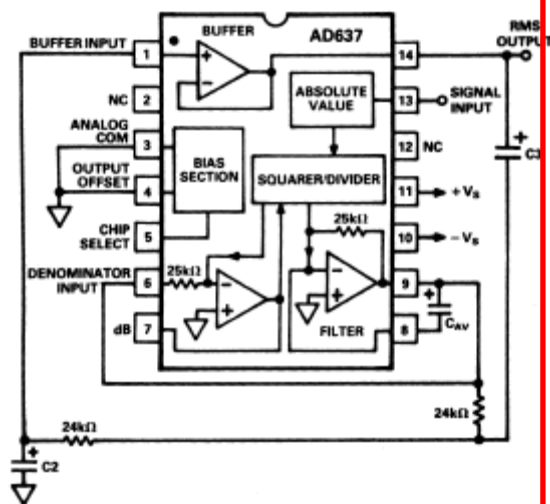 BUFFER INPUT
BUFFER
AD637
RMS
OUTPUT
1
14
NC
2
ABSOLUTE
VALUE
13
SIGNAL
INPUT
ANALOG
COM
3
12
NC
C3
BIAS
SECTION
OUTPUT
OFFSET
4
SQUARER/DIVIDER
11
+VS
CHIP
SELECT
5
25kΩ
10
−VS
DENOMINATOR
INPUT
6
25kΩ
9
dB
7
FILTER
8
CAV
24kΩ
24kΩ
C2